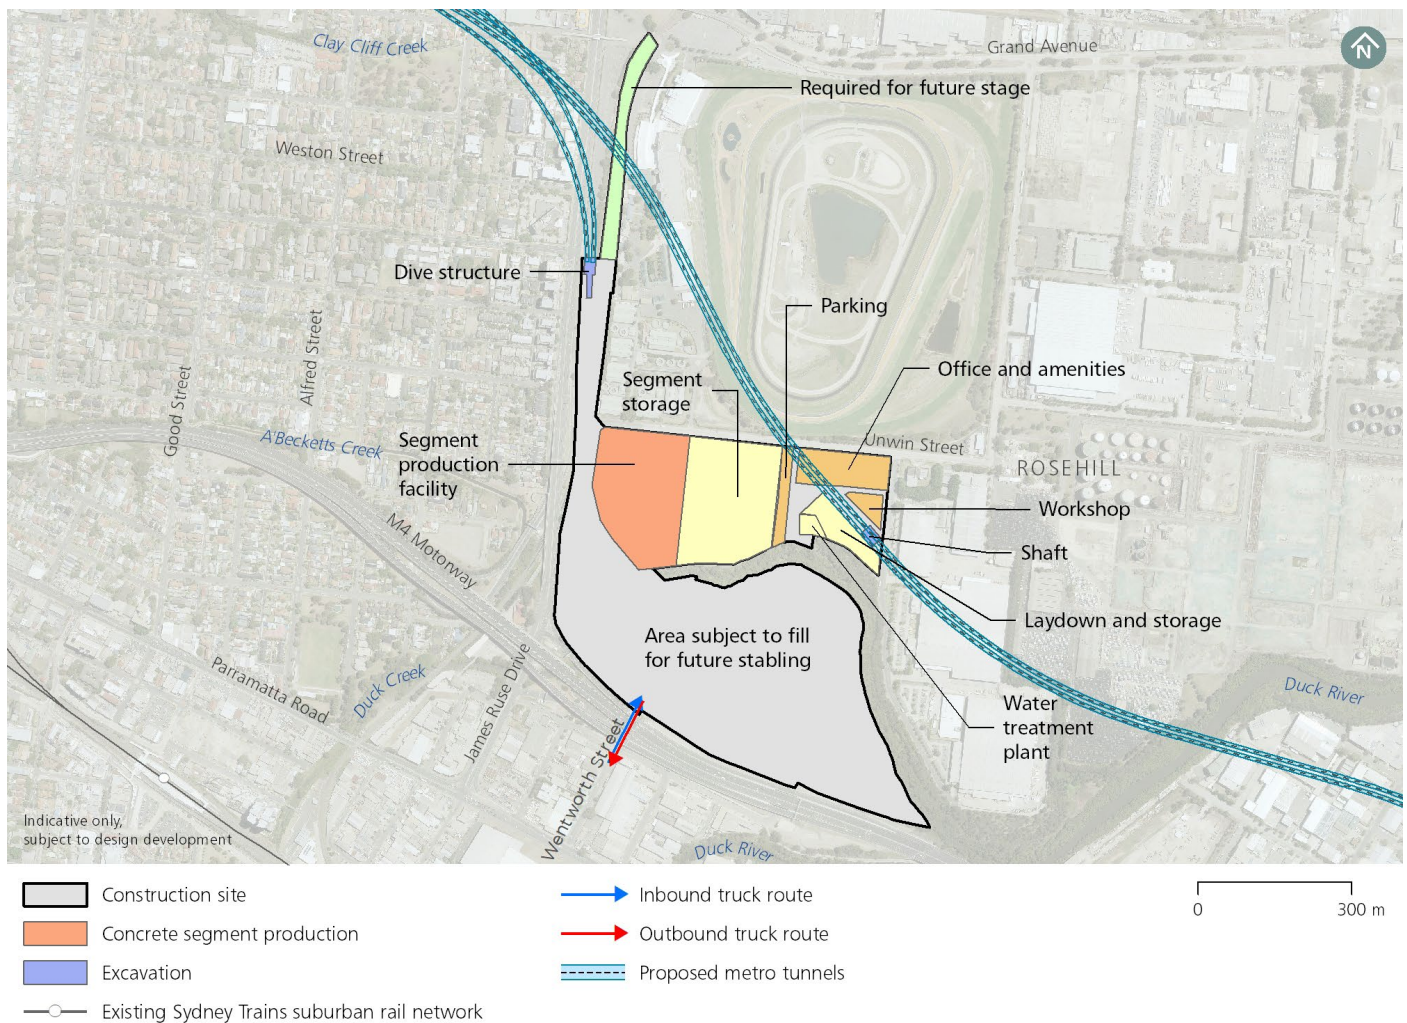 Clay Cliff Creek
Grand Avenue
N
Required for future stage
Weston Street
Dive structure
Parking
Alfred Street
Good Street
Office and amenities
Segment
storage
A'Becketts Creek
Segment
production
facility
Unwin Street
ROSEHILL
Workshop
M4 Motorway
Shaft
Laydown and storage
Area subject to fill
for future stabling
Parramatta Road
Duck Creek
James Ruse Drive
Duck River
Water
treatment
plant
Wentworth Street
Indicative only,
subject to design development
Duck River
Construction site
Inbound truck route
0
300 m
Concrete segment production
Outbound truck route
Excavation
Proposed metro tunnels
Existing Sydney Trains suburban rail network